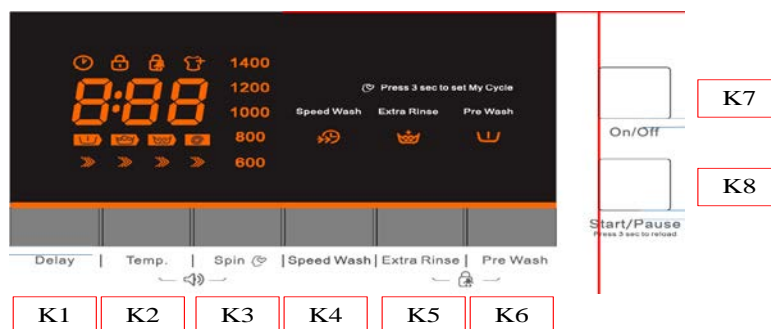 1400
8:88
1200
Press 3 sec to set My Cycle
1000
Speed Wash Extra Rinse Pre Wash
800
600
K7
On/Off
K8
Start/Pause
Press 3 sec to reload
Delay | Temp. | Spin | Speed Wash | Extra Rinse | Pre Wash
K1 K2 K3 K4 K5 K6